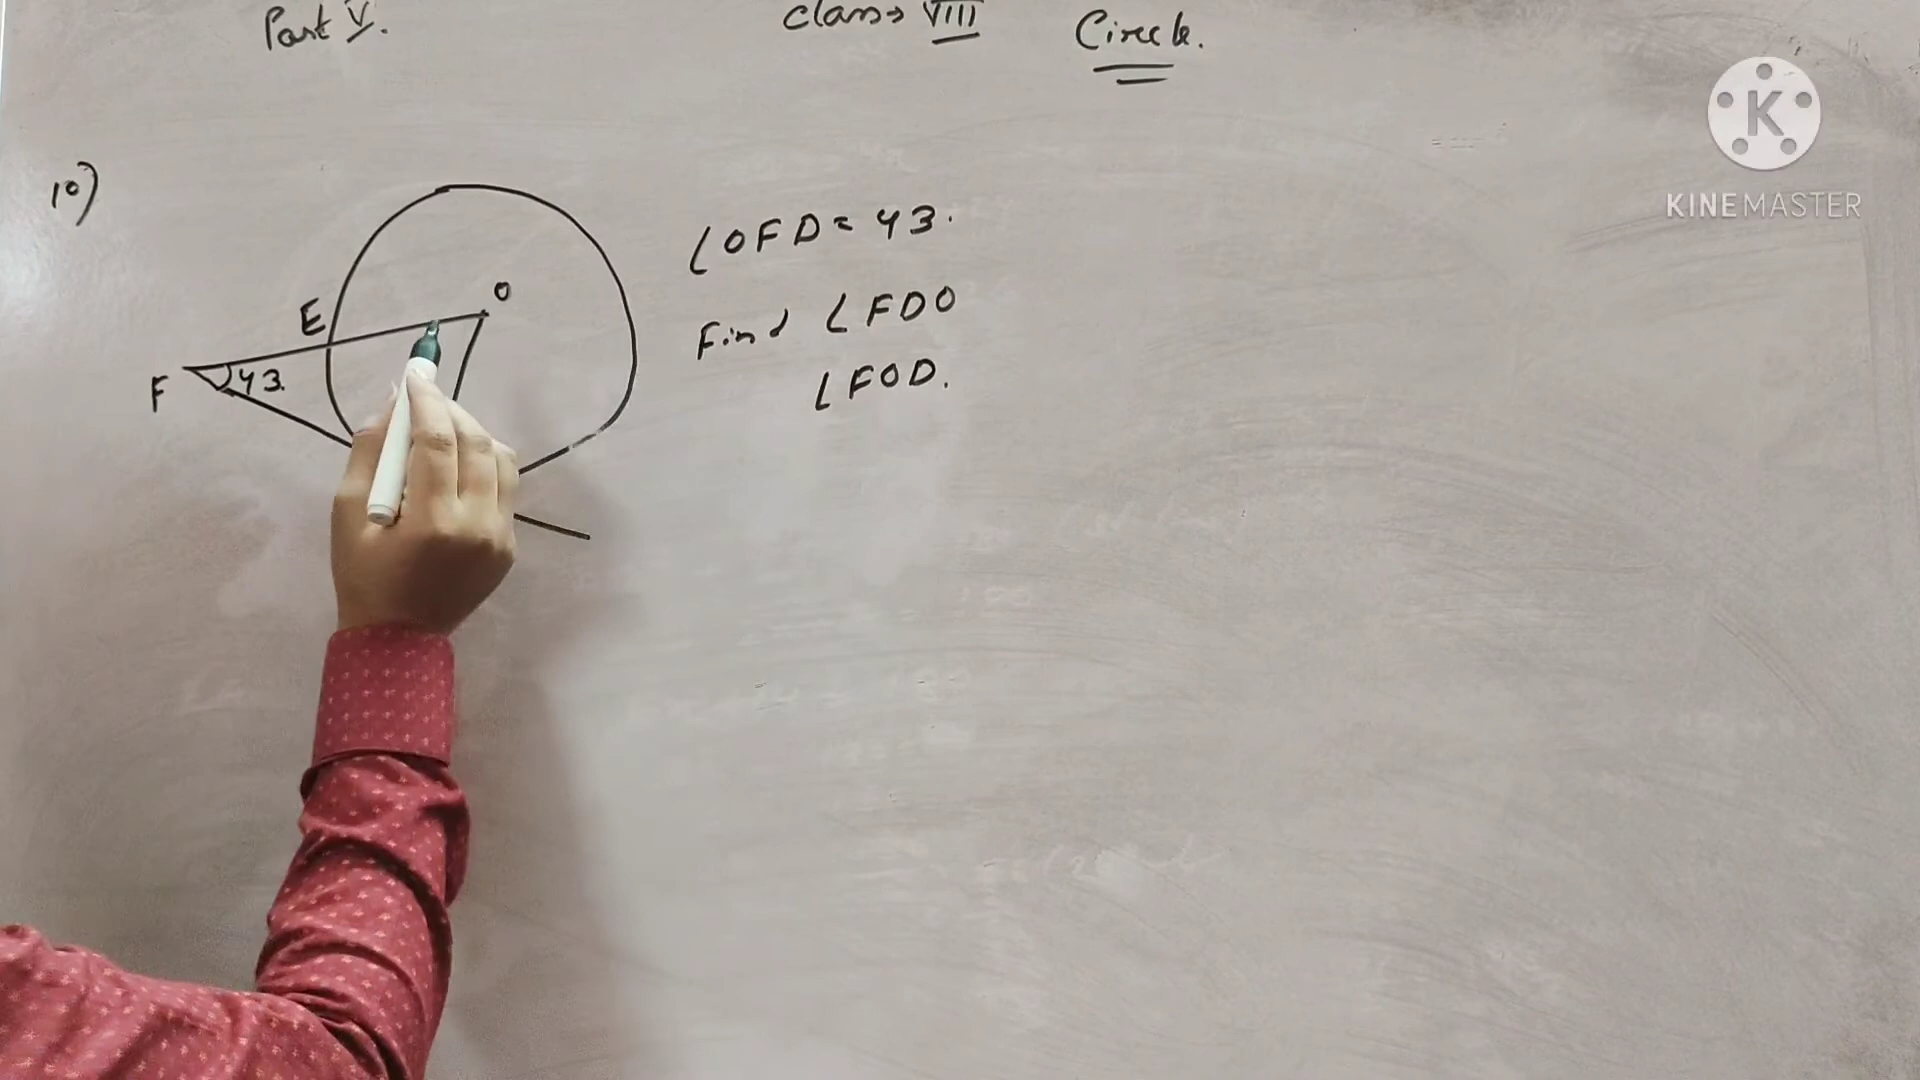 Part V.
Class → VIII
Circle.
10)
∠OFD = 43.
Find ∠FDO
∠FOD.
E
O
F
43.
K
KINEMASTER